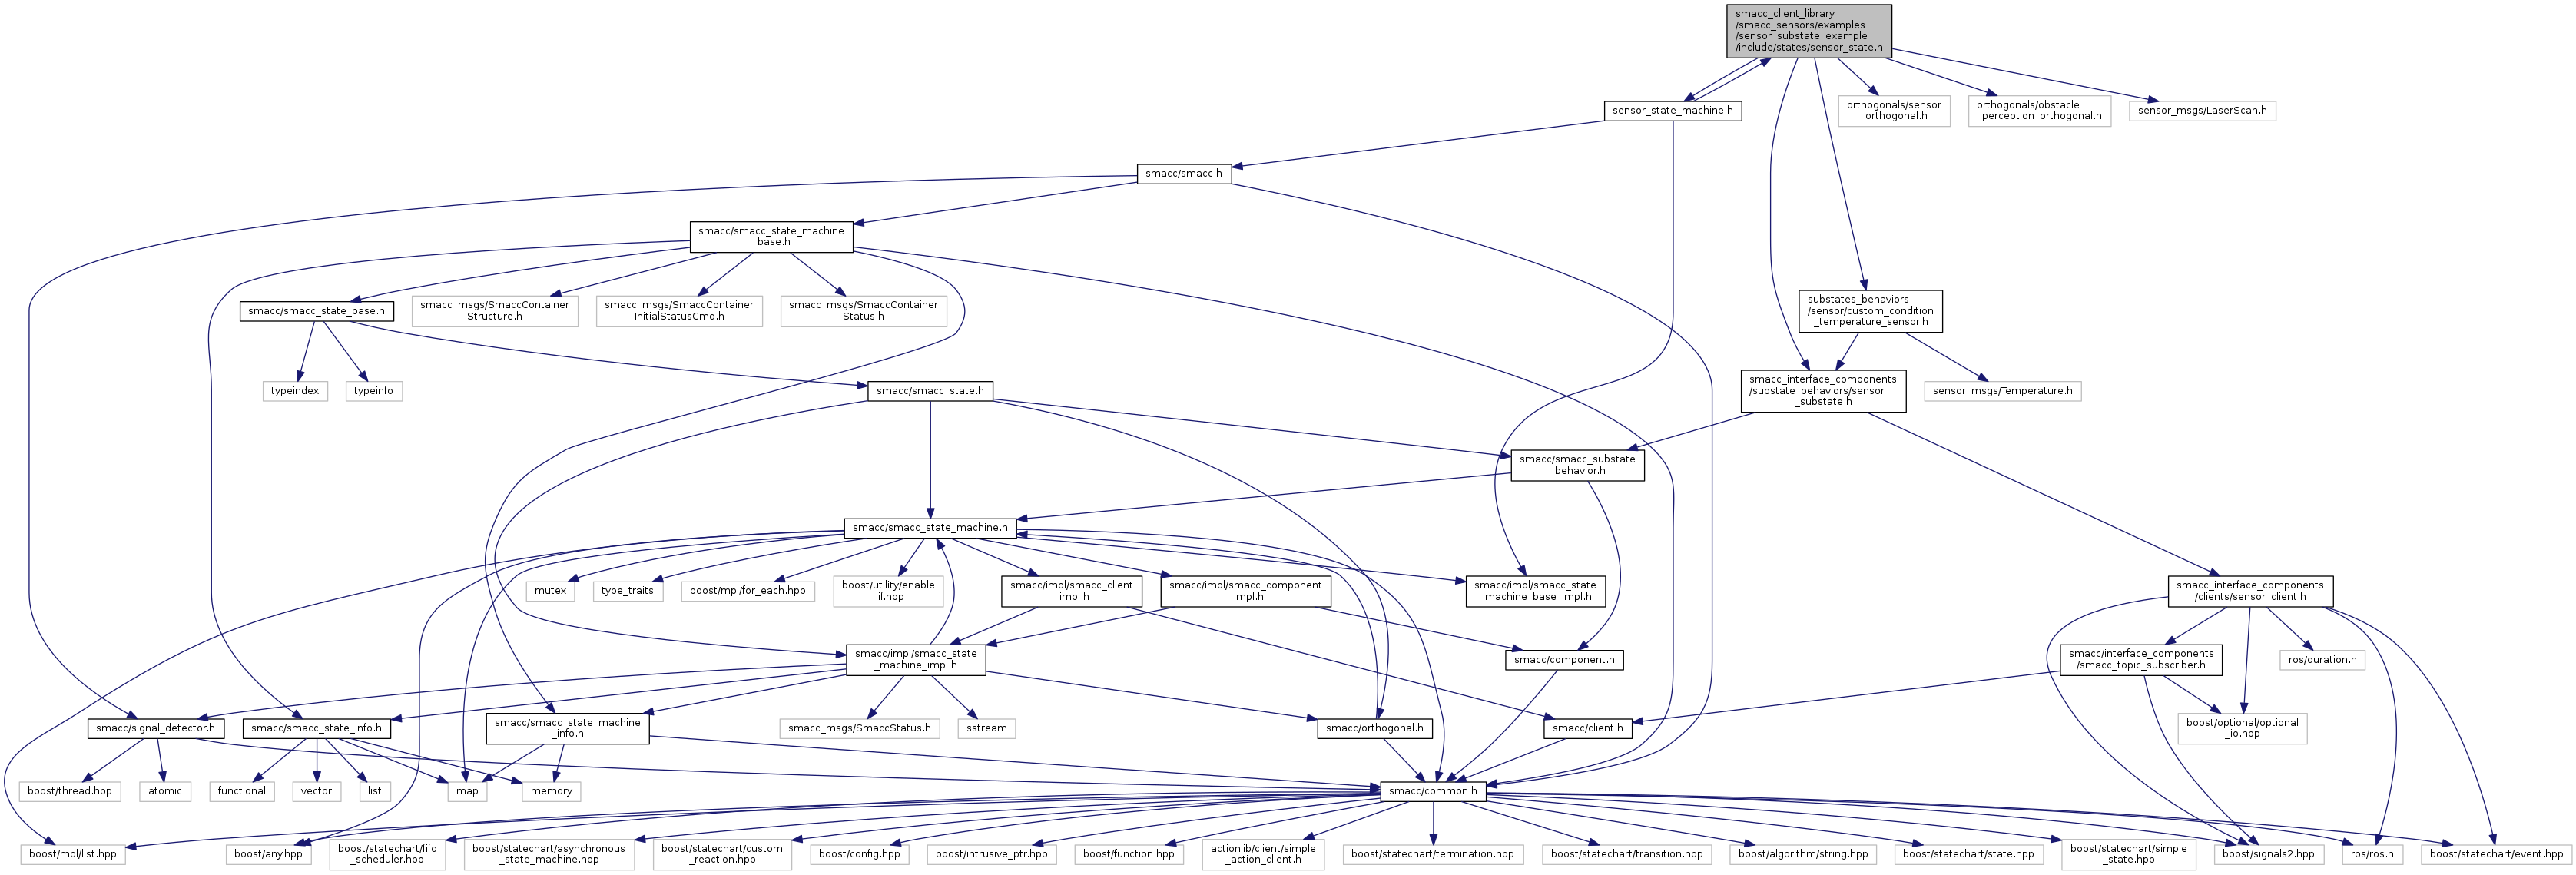 smacc_client_library
/smacc_sensors/examples
/sensor_substate_example
/include/states/sensor_state.h
sensor_state_machine.h
orthogonals/sensor
_orthogonal.h
orthogonals/obstacle
_perception_orthogonal.h
sensor_msgs/LaserScan.h
smacc/smacc.h
smacc/smacc_state_machine
_base.h
smacc/smacc_state_base.h
smacc_msgs/SmaccContainer
Structure.h
smacc_msgs/SmaccContainer
InitialStatusCmd.h
smacc_msgs/SmaccContainer
Status.h
substates_behaviors
/sensor/custom_condition
_temperature_sensor.h
typeindex
typeinfo
smacc/smacc_state.h
smacc_interface_components
/substate_behaviors/sensor
_substate.h
sensor_msgs/Temperature.h
smacc/smacc_substate
_behavior.h
smacc/smacc_state_machine.h
mutex
type_traits
boost/mpl/for_each.hpp
boost/utility/enable
_if.hpp
smacc/impl/smacc_client
_impl.h
smacc/impl/smacc_component
_impl.h
smacc/impl/smacc_state
_machine_base_impl.h
smacc_interface_components
/clients/sensor_client.h
smacc/impl/smacc_state
_machine_impl.h
smacc/component.h
smacc/interface_components
/smacc_topic_subscriber.h
ros/duration.h
smacc/signal_detector.h
smacc/smacc_state_info.h
smacc/smacc_state_machine
_info.h
smacc_msgs/SmaccStatus.h
sstream
smacc/orthogonal.h
smacc/client.h
boost/optional/optional
_io.hpp
boost/thread.hpp
atomic
functional
vector
list
map
memory
smacc/common.h
boost/mpl/list.hpp
boost/any.hpp
boost/statechart/fifo
_scheduler.hpp
boost/statechart/asynchronous
_state_machine.hpp
boost/statechart/custom
_reaction.hpp
boost/config.hpp
boost/intrusive_ptr.hpp
boost/function.hpp
actionlib/client/simple
_action_client.h
boost/statechart/termination.hpp
boost/statechart/transition.hpp
boost/algorithm/string.hpp
boost/statechart/state.hpp
boost/statechart/simple
_state.hpp
boost/signals2.hpp
ros/ros.h
boost/statechart/event.hpp